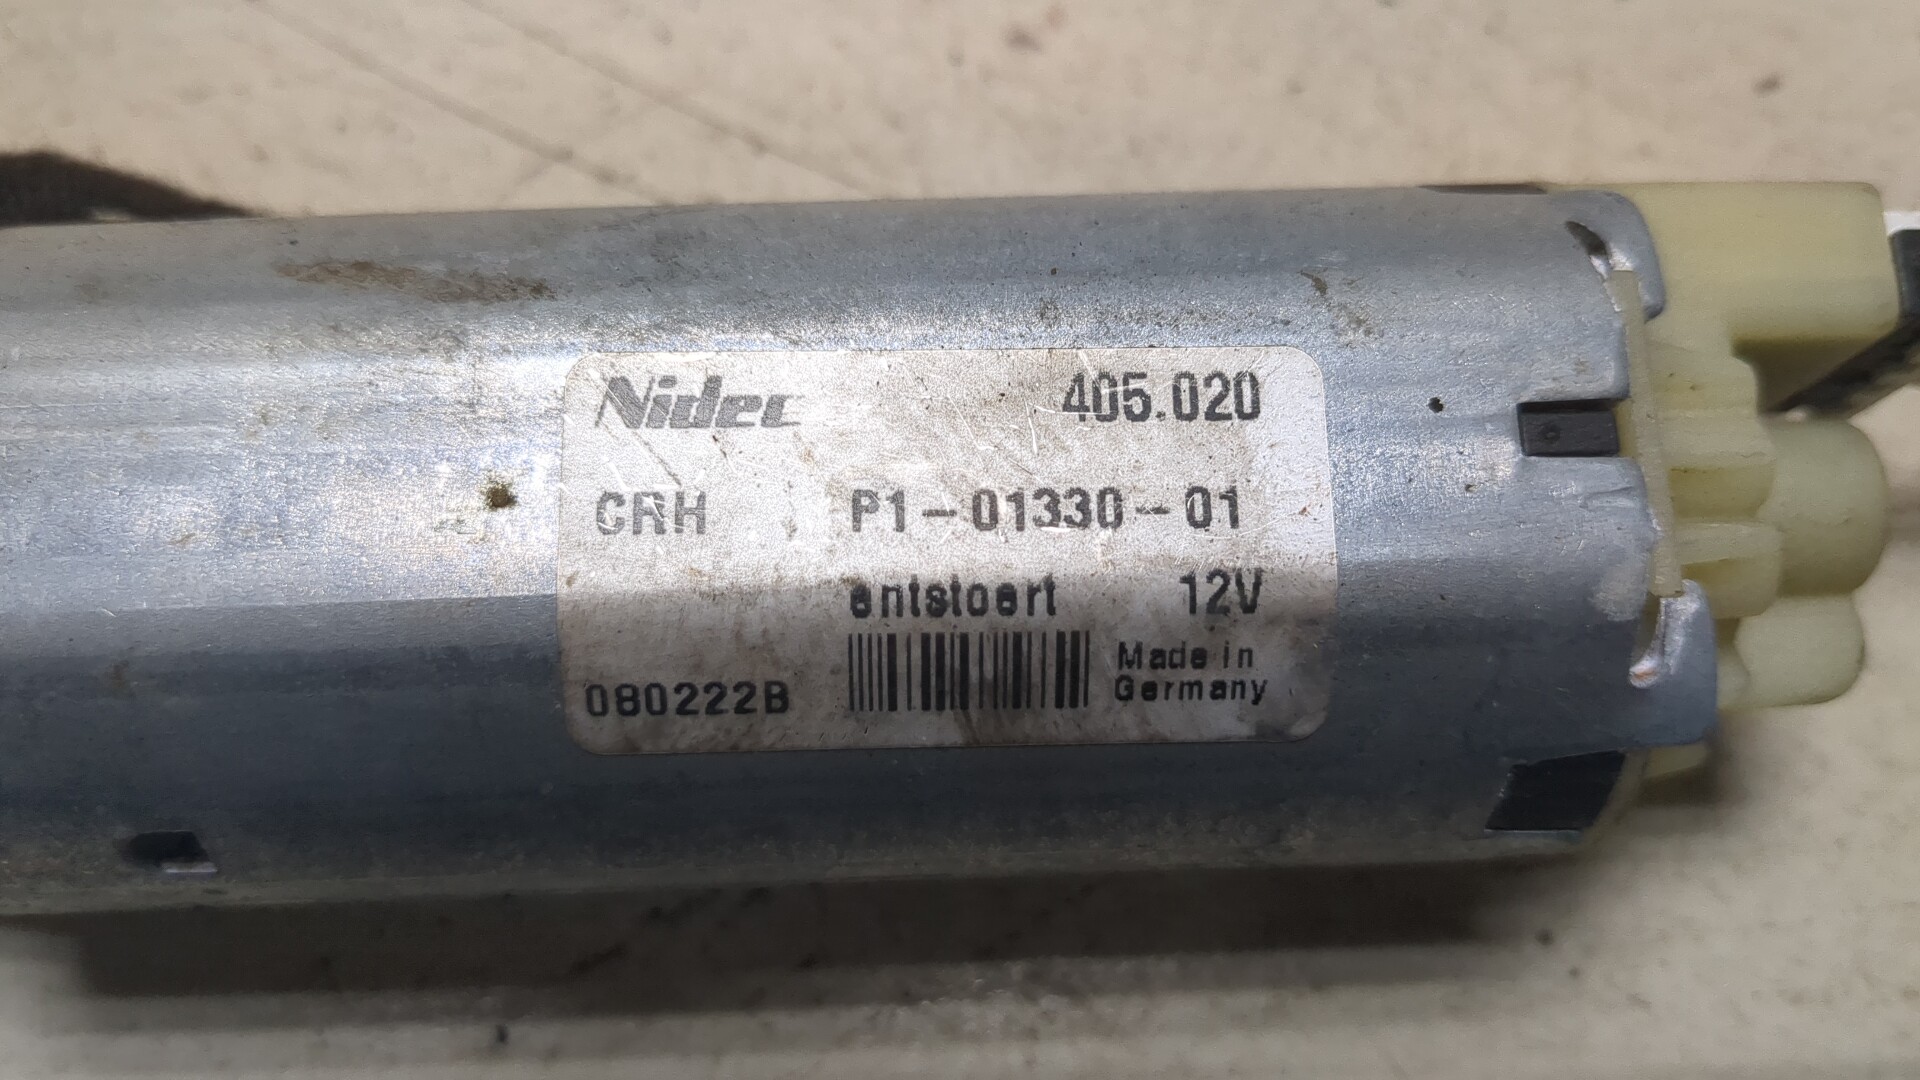 Nidec 405.020
CRH P1-01330-01
entstoert 12V
Made in
080222B Germany